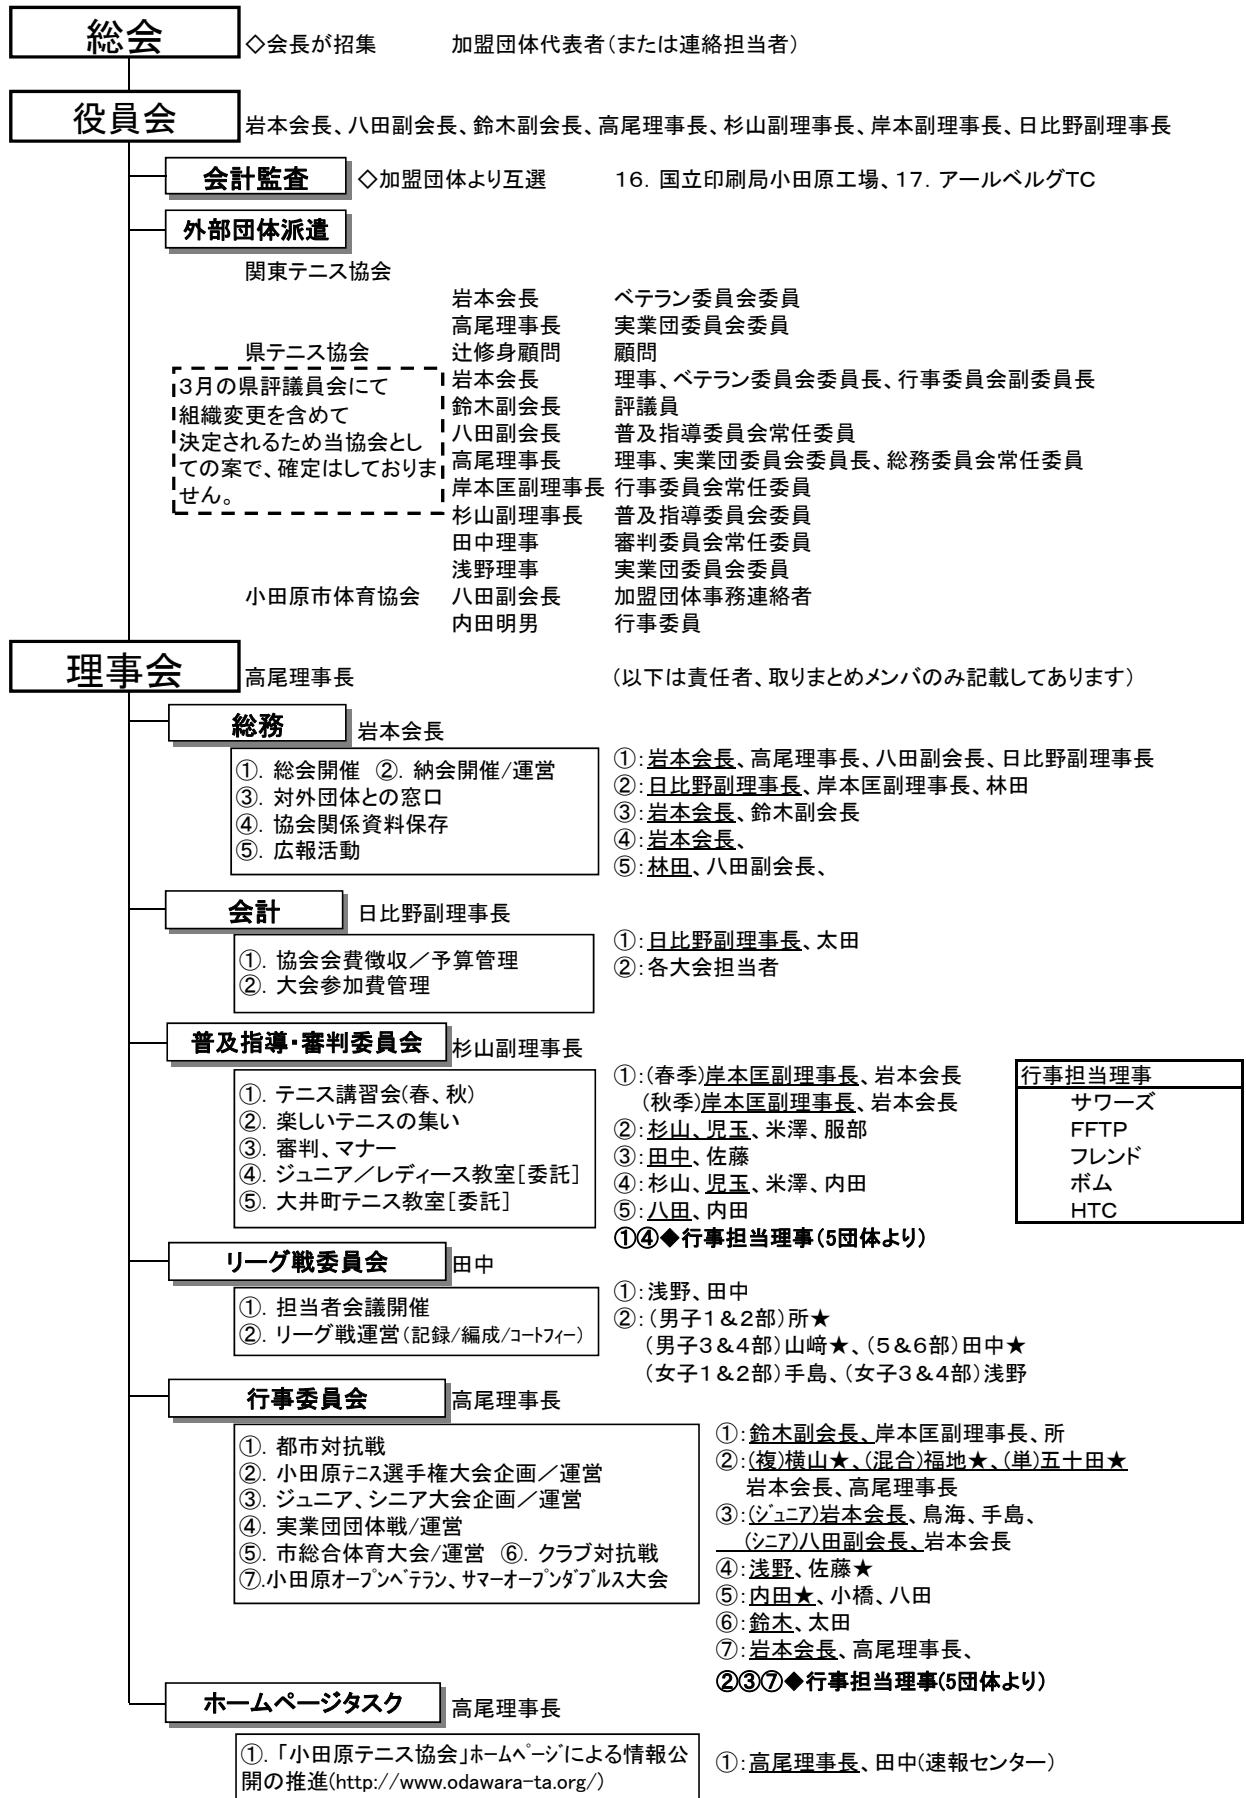 総会 ◇会長が招集 加盟団体代表者(または連絡担当者)
役員会 岩本会長、八田副会長、鈴木副会長、高尾理事長、杉山副理事長、岸本副理事長、日比野副理事長
会計監査 ◇加盟団体より互選 16．国立印刷局小田原工場、17．アールベルグTC
外部団体派遣
関東テニス協会
岩本会長 ベテラン委員会委員
高尾理事長 実業団委員会委員
県テニス協会 辻修身顧問 顧問
3月の県評議員会にて
組織変更を含めて
決定されるため当協会とし
ての案で、確定はしておりま
せん。
岩本会長 理事、ベテラン委員会委員長、行事委員会副委員長
鈴木副会長 評議員
八田副会長 普及指導委員会常任委員
高尾理事長 理事、実業団委員会委員長、総務委員会常任委員
岸本匡副理事長 行事委員会常任委員
杉山副理事長 普及指導委員会委員
田中理事 審判委員会常任委員
浅野理事 実業団委員会委員
小田原市体育協会 八田副会長 加盟団体事務連絡者
内田明男 行事委員
理事会 高尾理事長 (以下は責任者、取りまとめメンバのみ記載してあります)
総務 岩本会長
①．総会開催 ②．納会開催/運営
③．対外団体との窓口
④．協会関係資料保存
⑤．広報活動
①：岩本会長、高尾理事長、八田副会長、日比野副理事長
②：日比野副理事長、岸本匡副理事長、林田
③：岩本会長、鈴木副会長
④：岩本会長、
⑤：林田、八田副会長、
会計 日比野副理事長
①．協会会費徴収／予算管理
②．大会参加費管理
①：日比野副理事長、太田
②：各大会担当者
普及指導・審判委員会 杉山副理事長
①．テニス講習会(春、秋)
②．楽しいテニスの集い
③．審判、マナー
④．ジュニア／レディース教室[委託]
⑤．大井町テニス教室[委託]
①：(春季)岸本匡副理事長、岩本会長
(秋季)岸本匡副理事長、岩本会長
②：杉山、児玉、米澤、服部
③：田中、佐藤
④：杉山、児玉、米澤、内田
⑤：八田、内田
①④◆行事担当理事(5団体より)
行事担当理事
サワーズ
FFTP
フレンド
ボム
HTC
リーグ戦委員会 田中
①．担当者会議開催
②．リーグ戦運営(記録/編成/ｺｰﾄﾌｨｰ)
①：浅野、田中
②：(男子1＆2部)所★
(男子3＆4部)山﨑★、(5＆6部)田中★
(女子1＆2部)手島、(女子3＆4部)浅野
行事委員会 高尾理事長
①．都市対抗戦
②．小田原ﾃﾆｽ選手権大会企画／運営
③．ジュニア、シニア大会企画／運営
④．実業団団体戦/運営
⑤．市総合体育大会/運営 ⑥．クラブ対抗戦
⑦.小田原ｵｰﾌﾟﾝﾍﾞﾃﾗﾝ、ｻﾏｰｵｰﾌﾟﾝﾀﾞﾌﾞﾙｽ大会
①：鈴木副会長、岸本匡副理事長、所
②：(複)横山★、(混合)福地★、(単)五十田★
岩本会長、高尾理事長
③：(ｼﾞｭﾆｱ)岩本会長、鳥海、手島、
(ｼﾆｱ)八田副会長、岩本会長
④：浅野、佐藤★
⑤：内田★、小橋、八田
⑥：鈴木、太田
⑦：岩本会長、高尾理事長、
②③⑦◆行事担当理事(5団体より)
ホームページタスク 高尾理事長
①．「小田原テニス協会」ﾎｰﾑﾍﾟｰｼﾞによる情報公
開の推進(http://www.odawara-ta.org/)
①：高尾理事長、田中(速報センター)